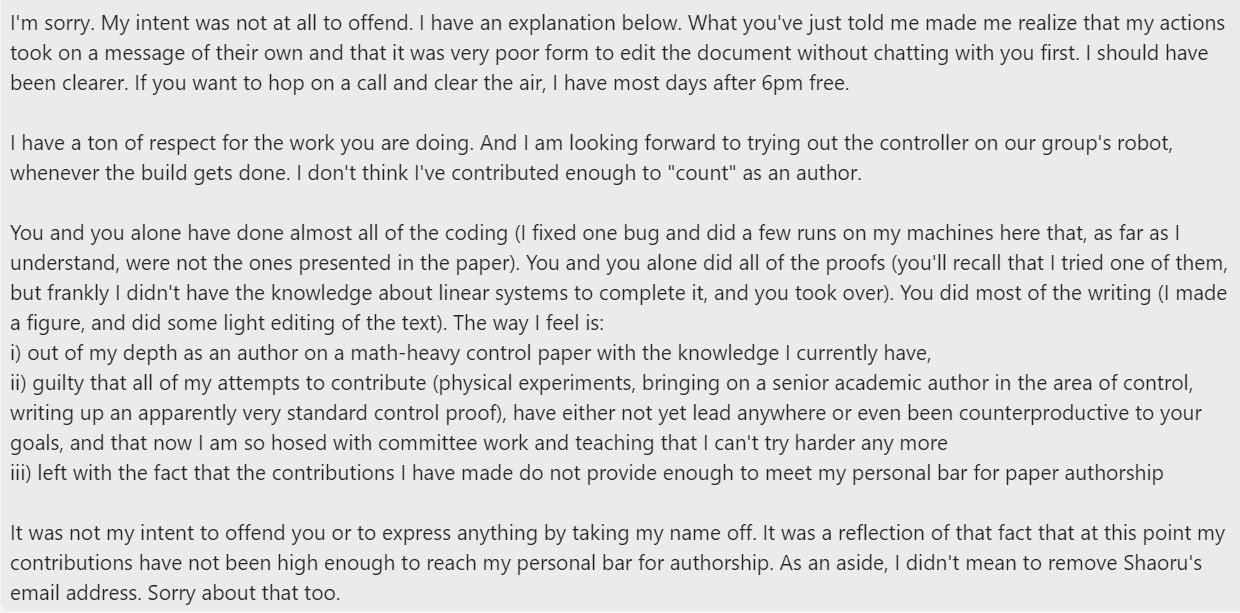 I'm sorry. My intent was not at all to offend. I have an explanation below. What you've just told me made me realize that my actions
took on a message of their own and that it was very poor form to edit the document without chatting with you first. I should have
been clearer. If you want to hop on a call and clear the air, I have most days after 6pm free.
I have a ton of respect for the work you are doing. And I am looking forward to trying out the controller on our group's robot,
whenever the build gets done. I don't think I've contributed enough to "count" as an author.
You and you alone have done almost all of the coding (I fixed one bug and did a few runs on my machines here that, as far as I
understand, were not the ones presented in the paper). You and you alone did all of the proofs (you'll recall that I tried one of them,
but frankly I didn't have the knowledge about linear systems to complete it, and you took over). You did most of the writing (I made
a figure, and did some light editing of the text). The way I feel is:
i) out of my depth as an author on a math-heavy control paper with the knowledge I currently have,
ii) guilty that all of my attempts to contribute (physical experiments, bringing on a senior academic author in the area of control,
writing up an apparently very standard control proof), have either not yet lead anywhere or even been counterproductive to your
goals, and that now I am so hosed with committee work and teaching that I can't try harder any more
iii) left with the fact that the contributions I have made do not provide enough to meet my personal bar for paper authorship
It was not my intent to offend you or to express anything by taking my name off. It was a reflection of that fact that at this point my
contributions have not been high enough to reach my personal bar for authorship. As an aside, I didn't mean to remove Shaoru's
email address. Sorry about that too.